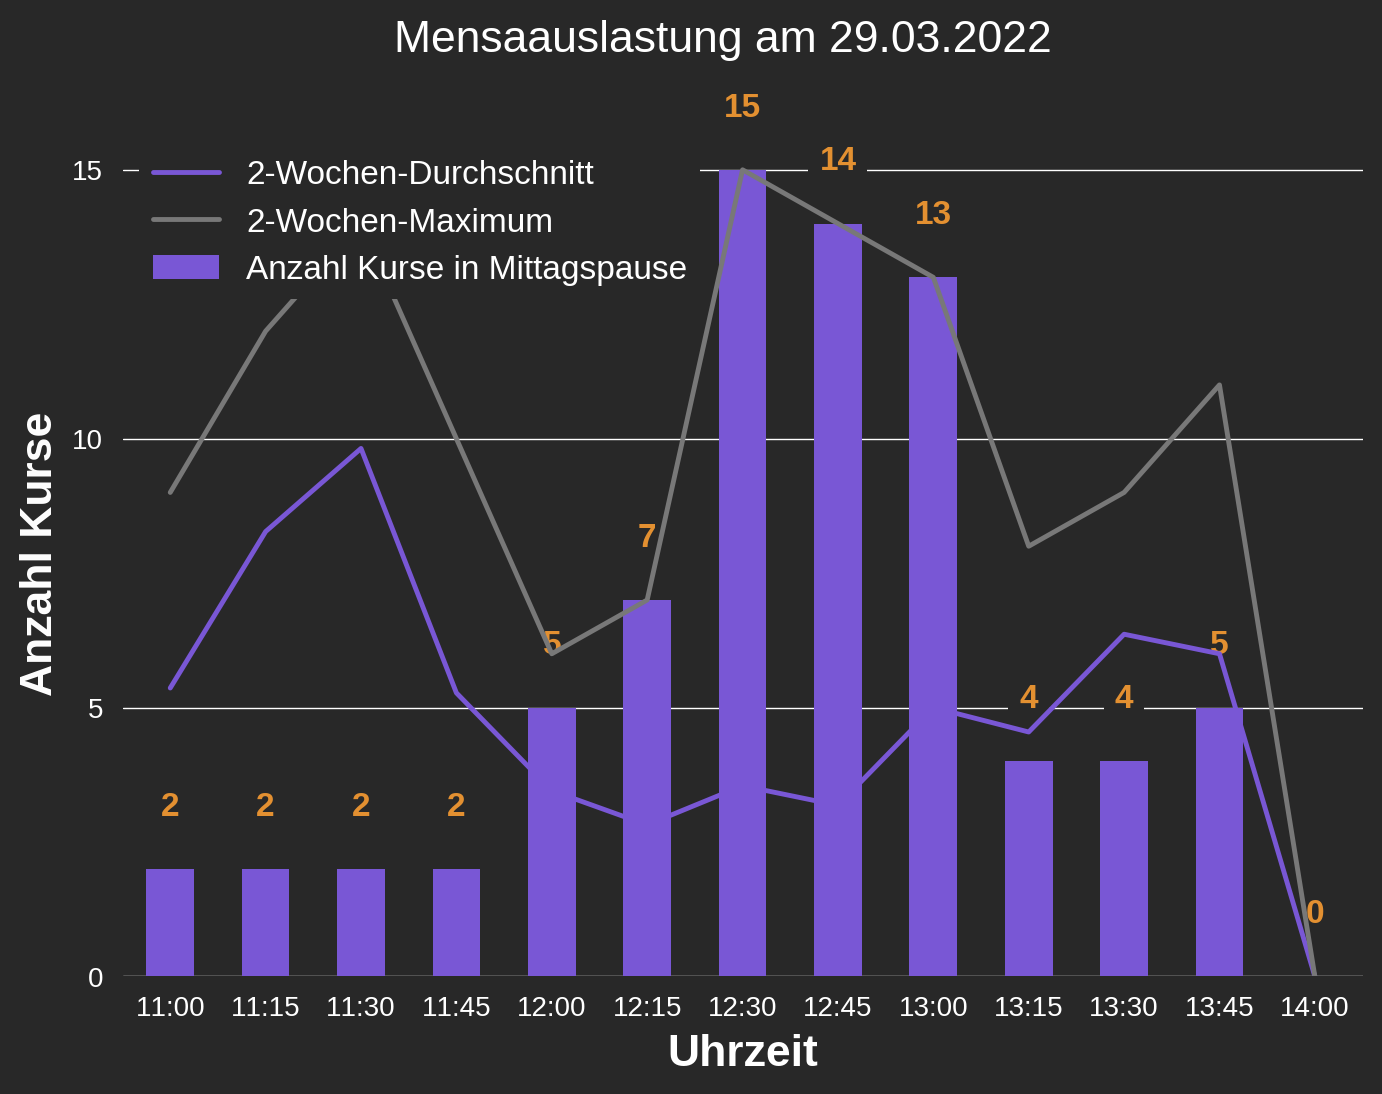 Mensaauslastung am 29.03.2022
15
14
13
15
2-Wochen-Durchschnitt
2-Wochen-Maximum
Anzahl Kurse in Mittagspause
10
7
5
5
5
4
4
2
2
2
2
0
0
Anzahl Kurse
11:00 11:15 11:30 11:45 12:00 12:15 12:30 12:45 13:00 13:15 13:30 13:45 14:00
Uhrzeit